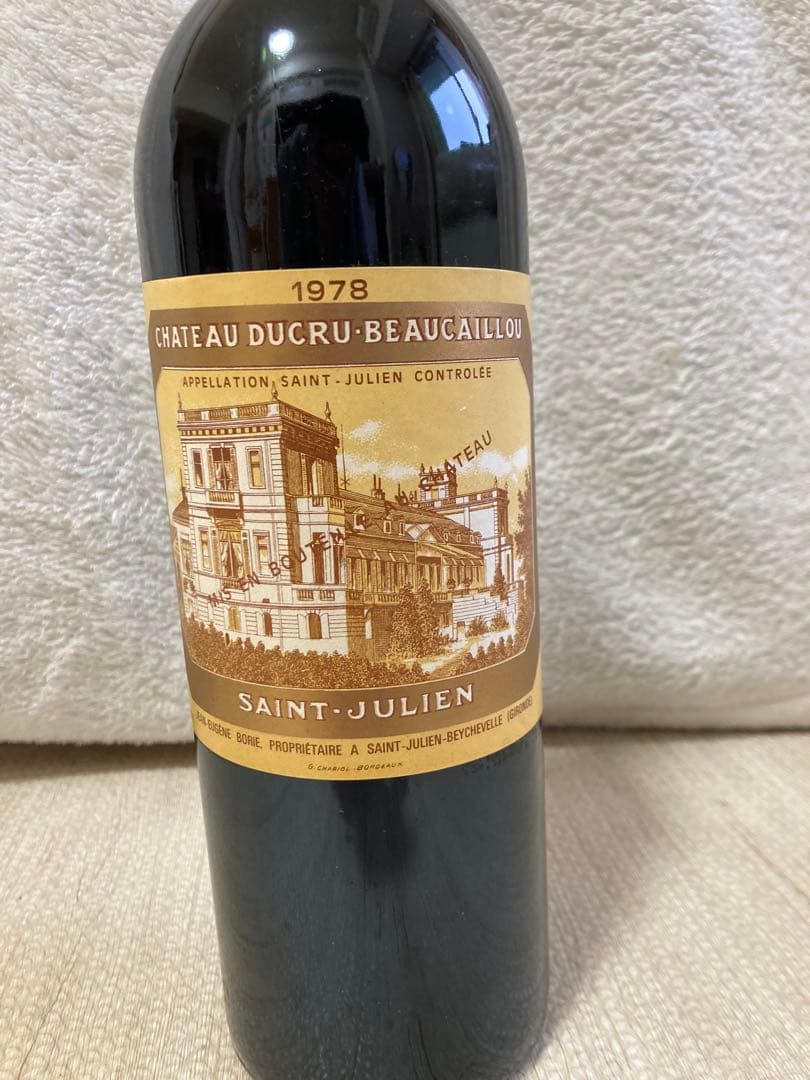 1978
CHATEAU DUCRU·BEAUCAILLOU
APPELLATION SAINT-JULIEN CONTROLÉE
MIS EN BOUTEILLE AU CHATEAU
SAINT-JULIEN
JEAN-EUGÈNE BORIE, PROPRIÉTAIRE A SAINT-JULIEN-BEYCHEVELLE (GIRONDE)
G. CHARIOL - BORDEAUX